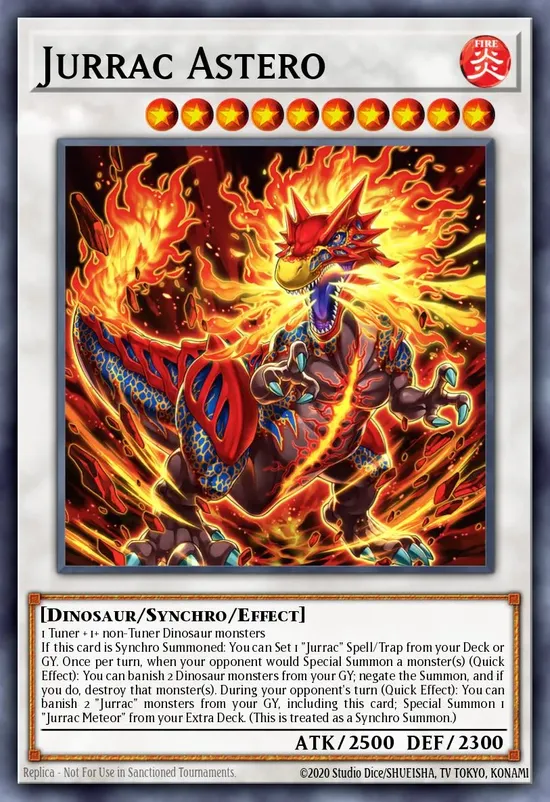 JURRAC ASTERO
FIRE
炎
[DINOSAUR/SYNCHRO/EFFECT]
1 Tuner + 1+ non-Tuner Dinosaur monsters
If this card is Synchro Summoned: You can Set 1 "Jurrac" Spell/Trap from your Deck or
GY. Once per turn, when your opponent would Special Summon a monster(s) (Quick
Effect): You can banish 2 Dinosaur monsters from your GY; negate the Summon, and if
you do, destroy that monster(s). During your opponent's turn (Quick Effect): You can
banish 2 "Jurrac" monsters from your GY, including this card; Special Summon 1
"Jurrac Meteor" from your Extra Deck. (This is treated as a Synchro Summon.)
ATK/2500 DEF/2300
Replica - Not For Use in Sanctioned Tournaments.
©2020 Studio Dice/SHUEISHA, TV TOKYO, KONAMI